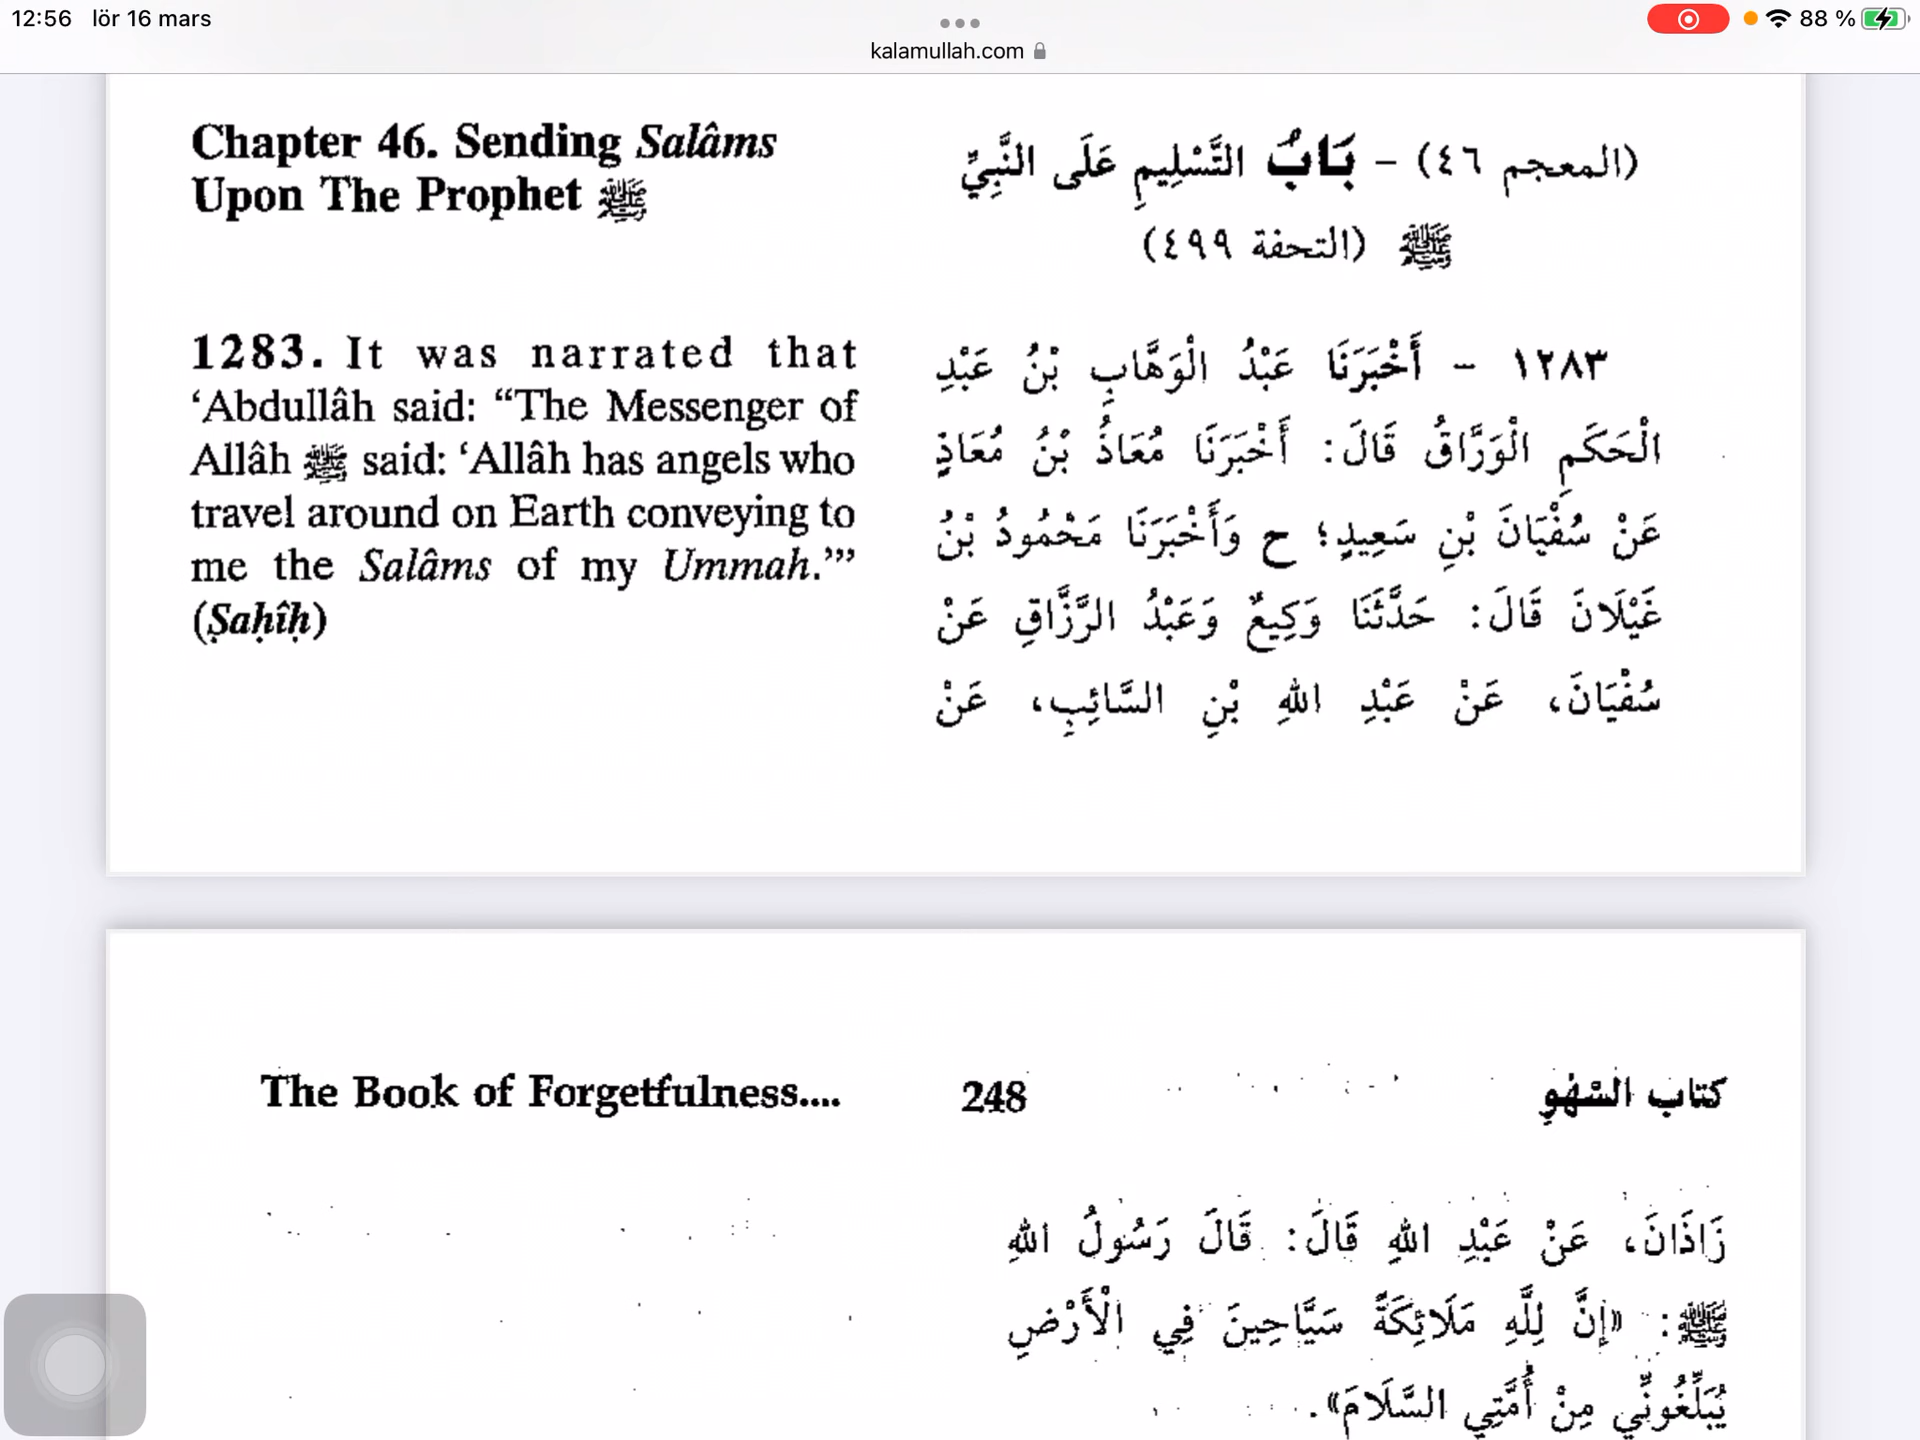 12:56 lör 16 mars
88 %
kalamullah.com
Chapter 46. Sending Salâms
Upon The Prophet ﷺ
(المعجم ٤٦) - بَابُ التَّسْلِيمِ عَلَى النَّبِيِّ
ﷺ (التحفة ٤٩٩)
1283. It was narrated that
‘Abdullâh said: “The Messenger of
Allâh ﷺ said: ‘Allâh has angels who
travel around on Earth conveying to
me the Salâms of my Ummah.’”
(Ṣaḥîḥ)
١٢٨٣ - أَخْبَرَنَا عَبْدُ الْوَهَّابِ بْنُ عَبْدِ
الْحَكَمِ الْوَرَّاقُ قَالَ: أَخْبَرَنَا مُعَاذُ بْنُ مُعَاذٍ
عَنْ سُفْيَانَ بْنِ سَعِيدٍ؛ ح وَأَخْبَرَنَا مَحْمُودُ بْنُ
غَيْلَانَ قَالَ: حَدَّثَنَا وَكِيعٌ وَعَبْدُ الرَّزَّاقِ عَنْ
سُفْيَانَ، عَنْ عَبْدِ اللهِ بْنِ السَّائِبِ، عَنْ
The Book of Forgetfulness....
248
كتاب السَّهْوِ
زَاذَانَ، عَنْ عَبْدِ اللهِ قَالَ: قَالَ رَسُولُ اللهِ
ﷺ: «إِنَّ لِلَّهِ مَلَائِكَةً سَيَّاحِينَ فِي الْأَرْضِ
يُبَلِّغُونِّي مِنْ أُمَّتِي السَّلَامَ».